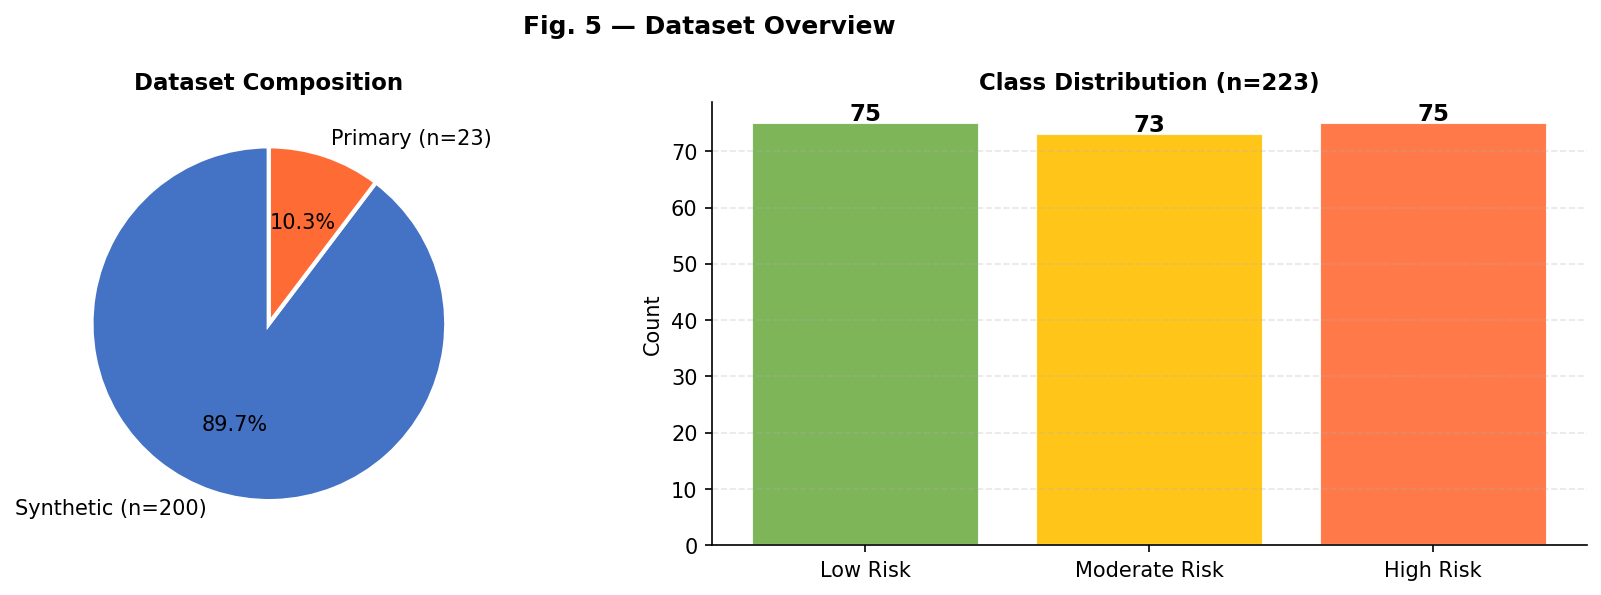 Fig. 5 — Dataset Overview
Dataset Composition
Primary (n=23)
10.3%
89.7%
Synthetic (n=200)
Class Distribution (n=223)
75
73
75
Count
70
60
50
40
30
20
10
0
Low Risk
Moderate Risk
High Risk